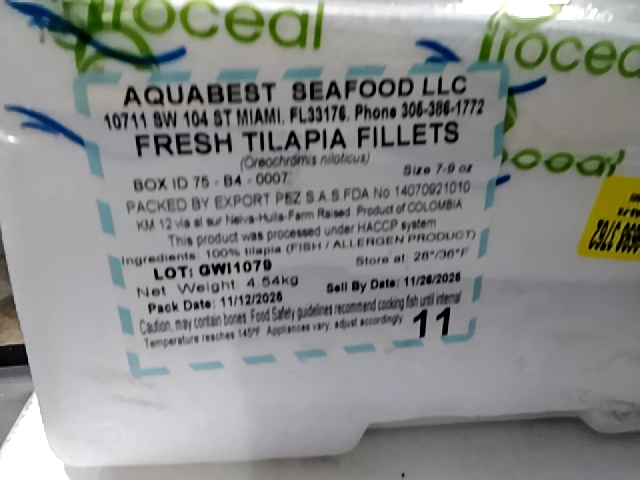 roceal
roceal
AQUABEST SEAFOOD LLC
10711 SW 104 ST MIAMI, FL33176, Phone 305-386-1772
FRESH TILAPIA FILLETS
(Oreochromis niloticus)
BOX ID 75 - B4 - 0007 Size 7-9 oz
PACKED BY EXPORT PEZ S.A.S FDA No 14070921010
KM 12 via al sur Neiva-Huila-Farm Raised. Product of COLOMBIA
This product was processed under HACCP system
Ingredients: 100% tilapia (FISH / ALLERGEN PRODUCT)
LOT: GWI1079 Store at: 28°/36°F
Net Weight: 4.54kg
Pack Date: 11/12/2025 Sell By Date: 11/26/2025
Caution, may contain bones. Food Safety guidelines recommend cooking fish until internal
Temperature reaches 145°F. Appliances vary, adjust accordingly
11